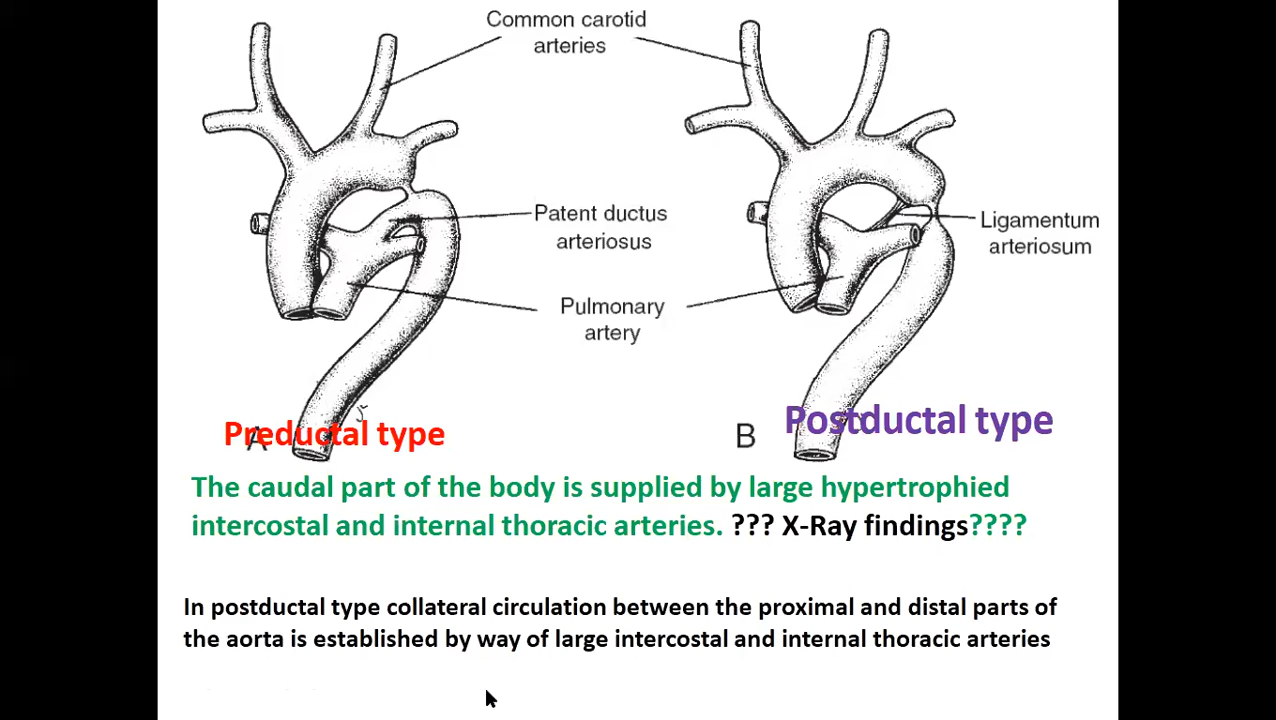 Common carotid
arteries
Patent ductus
arteriosus
Ligamentum
arteriosum
Pulmonary
artery
A
Preductal type
B
Postductal type
The caudal part of the body is supplied by large hypertrophied
intercostal and internal thoracic arteries. ??? X-Ray findings????
In postductal type collateral circulation between the proximal and distal parts of
the aorta is established by way of large intercostal and internal thoracic arteries